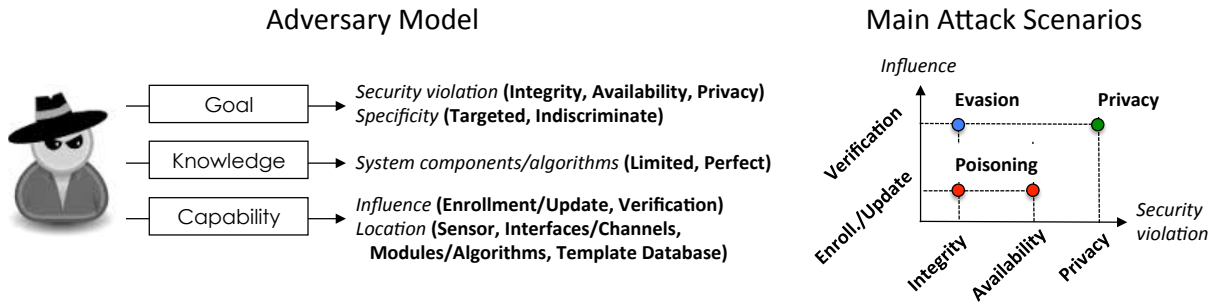 Adversary Model
Goal
Security violation (Integrity, Availability, Privacy)
Specificity (Targeted, Indiscriminate)
Knowledge
System components/algorithms (Limited, Perfect)
Capability
Influence (Enrollment/Update, Verification)
Location (Sensor, Interfaces/Channels,
Modules/Algorithms, Template Database)
Main Attack Scenarios
Influence
Evasion
Privacy
Verification
Poisoning
Enroll./Update
Security
violation
Integrity
Availability
Privacy